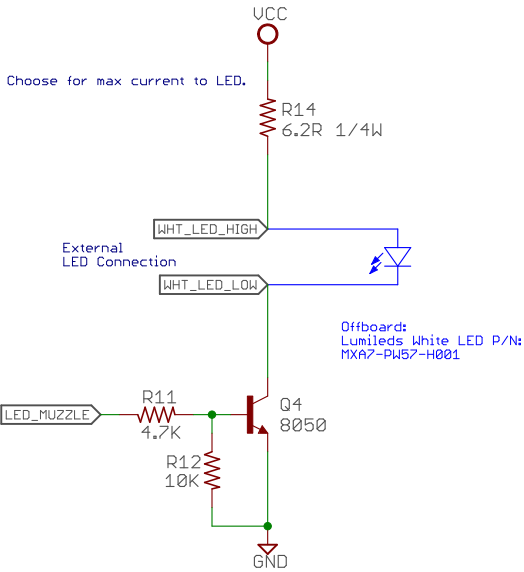 VCC
Choose for max current to LED.
R14
6.2R 1/4W
WHT_LED_HIGH
External
LED Connection
WHT_LED_LOW
Offboard:
Lumileds White LED P/N:
MXA7-PW57-H001
R11
Q4
LED_MUZZLE
8050
4.7K
R12
10K
GND